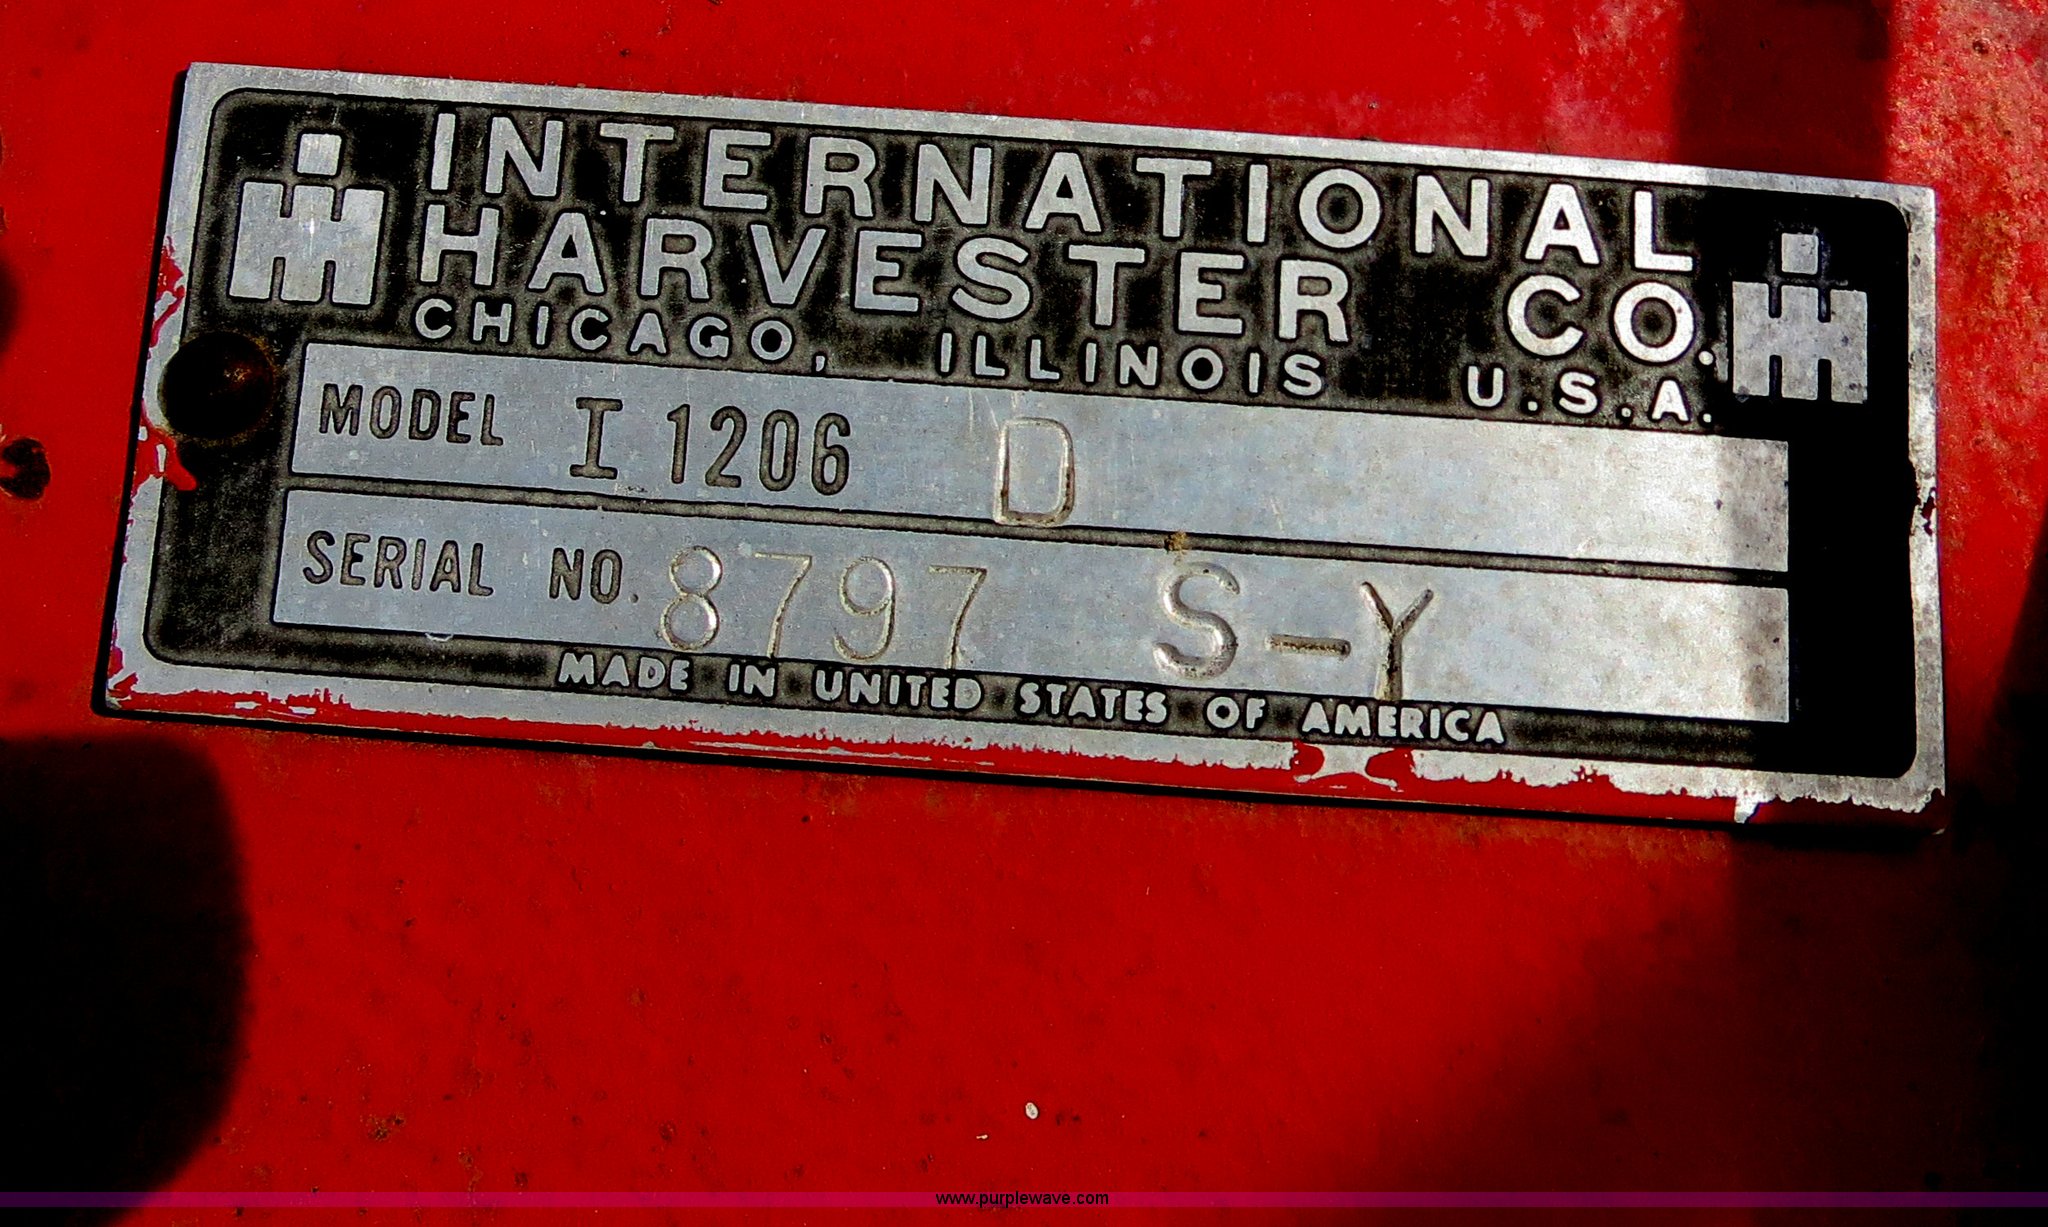 INTERNATIONAL
HARVESTER CO.
CHICAGO, ILLINOIS U.S.A.
MODEL I 1206 D
SERIAL NO. 8797 S-Y
MADE IN UNITED STATES OF AMERICA
www.purplewave.com